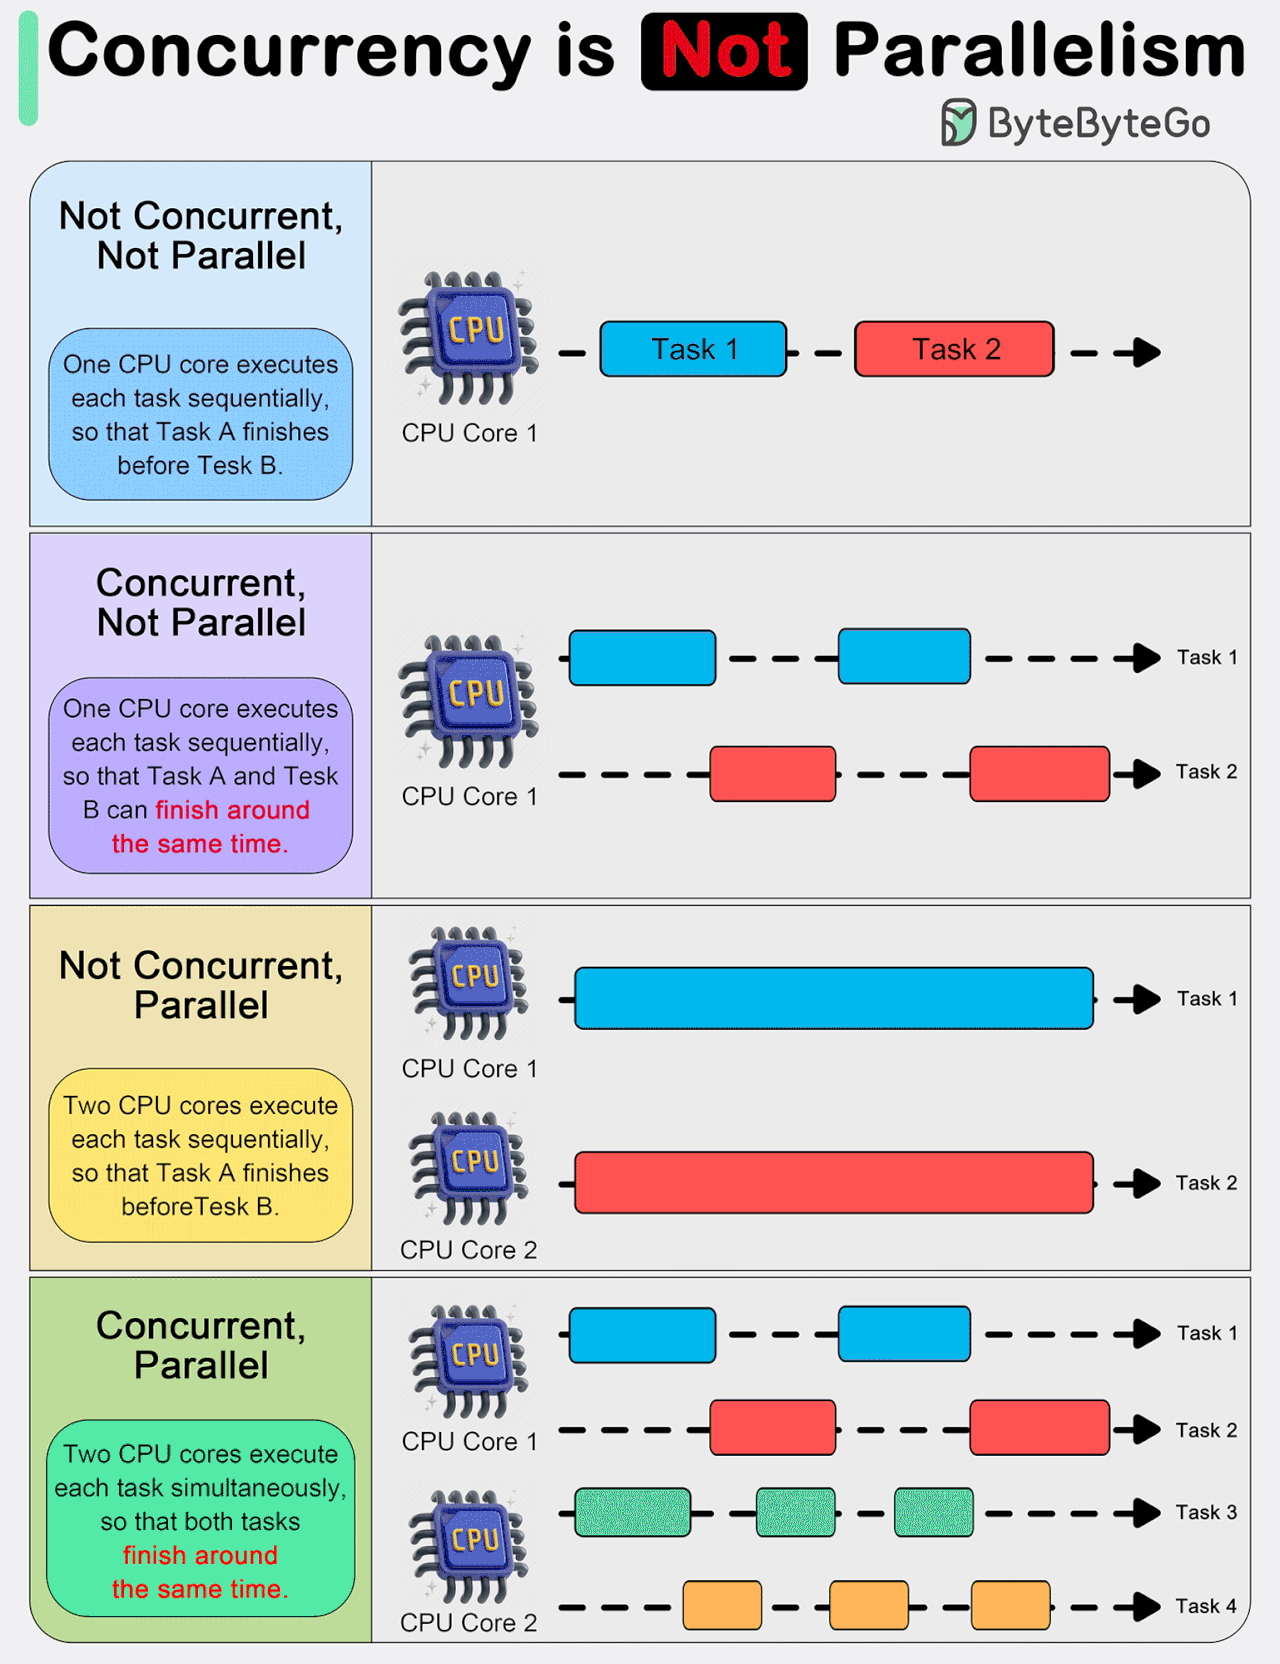 Concurrency is Not Parallelism
ByteByteGo
Not Concurrent,
Not Parallel
One CPU core executes
each task sequentially,
so that Task A finishes
before Tesk B.
CPU
CPU Core 1
Task 1
Task 2
Concurrent,
Not Parallel
One CPU core executes
each task sequentially,
so that Task A and Tesk
B can finish around
the same time.
CPU
CPU Core 1
Task 1
Task 2
Not Concurrent,
Parallel
Two CPU cores execute
each task sequentially,
so that Task A finishes
beforeTesk B.
CPU
CPU Core 1
Task 1
CPU
CPU Core 2
Task 2
Concurrent,
Parallel
Two CPU cores execute
each task simultaneously,
so that both tasks
finish around
the same time.
CPU
CPU Core 1
Task 1
Task 2
CPU
CPU Core 2
Task 3
Task 4